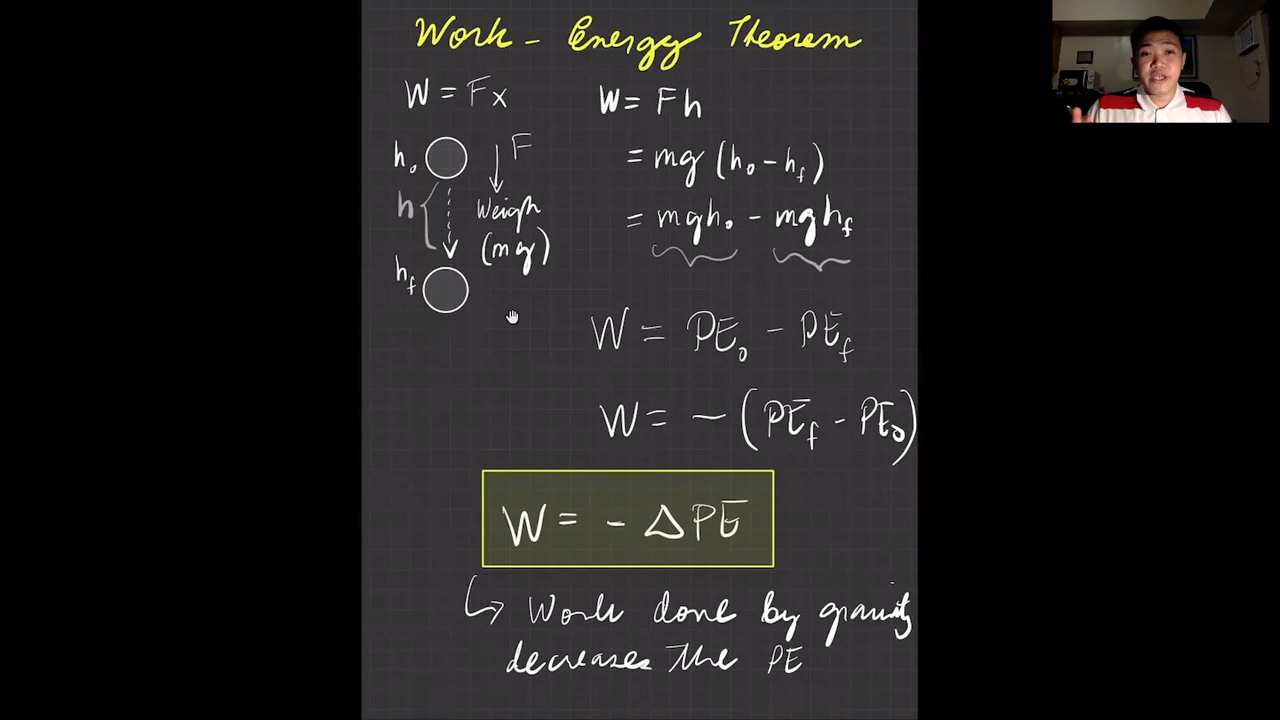 Work - Energy Theorem
W = Fx
h₀
F
h
Weigh
(mg)
h_f
W = Fh
= mg (h₀ - h_f)
= mgh₀ - mgh_f
W = PE₀ - PE_f
W = - (PE_f - PE₀)
W = - ΔPE
↳ Work done by gravity
decreases the PE